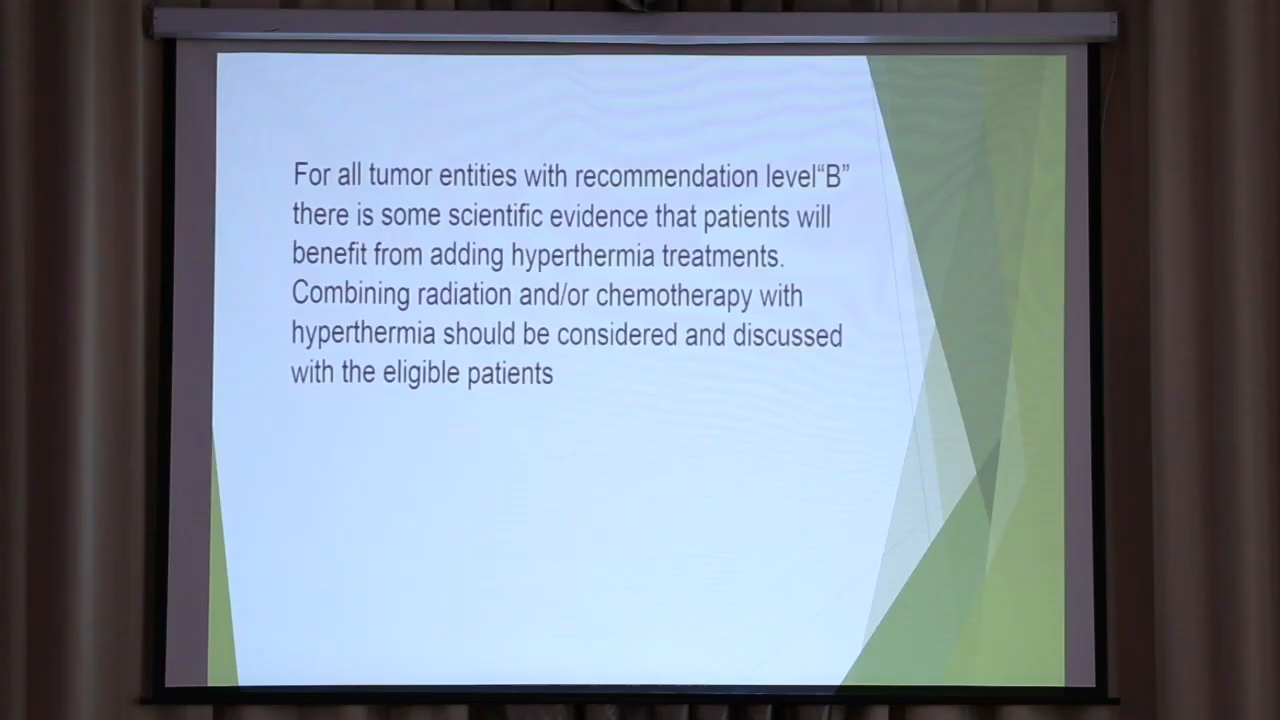 For all tumor entities with recommendation level“B”
there is some scientific evidence that patients will
benefit from adding hyperthermia treatments.
Combining radiation and/or chemotherapy with
hyperthermia should be considered and discussed
with the eligible patients